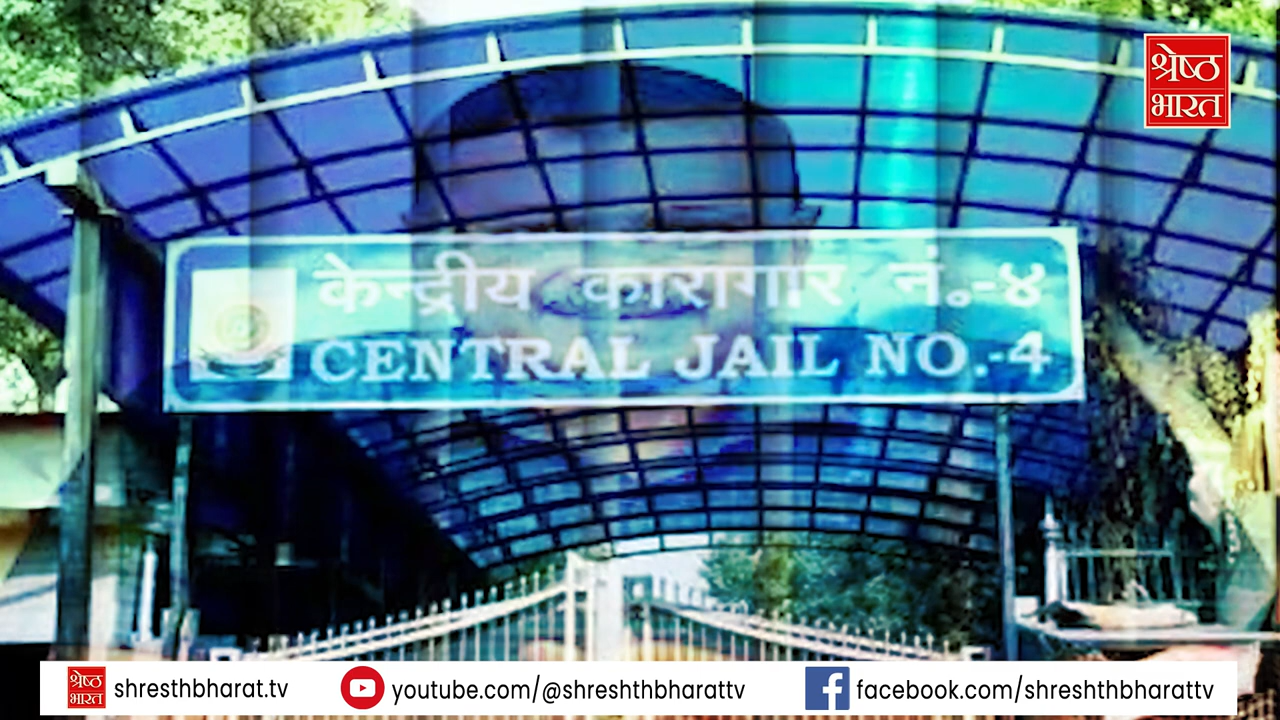 श्रेष्ठ
भारत
केन्द्रीय कारागार नं॰-४
CENTRAL JAIL NO.-4
श्रेष्ठ
भारत
shresthbharat.tv
youtube.com/@shreshthbharattv
facebook.com/shreshthbharattv